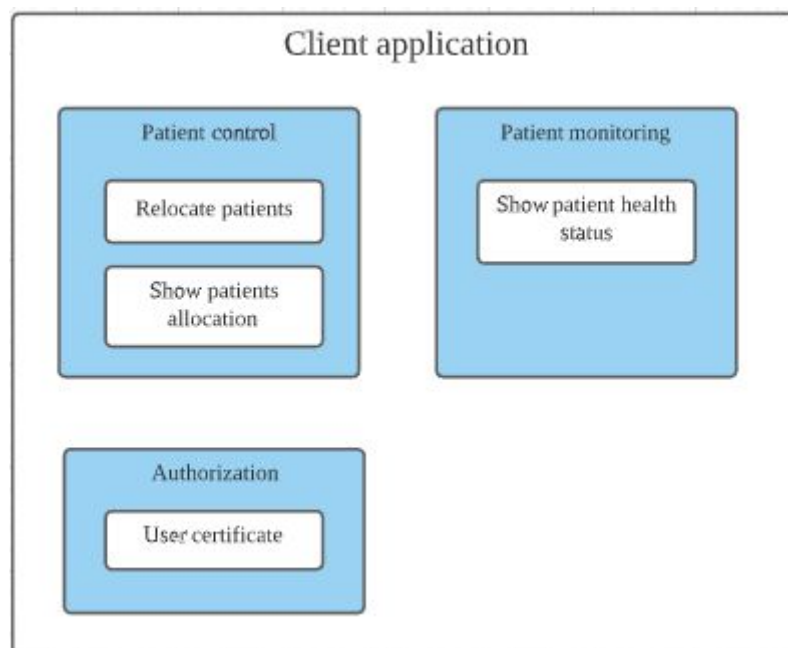 Client application
Patient control
Relocate patients
Show patients
allocation
Patient monitoring
Show patient health
status
Authorization
User certificate